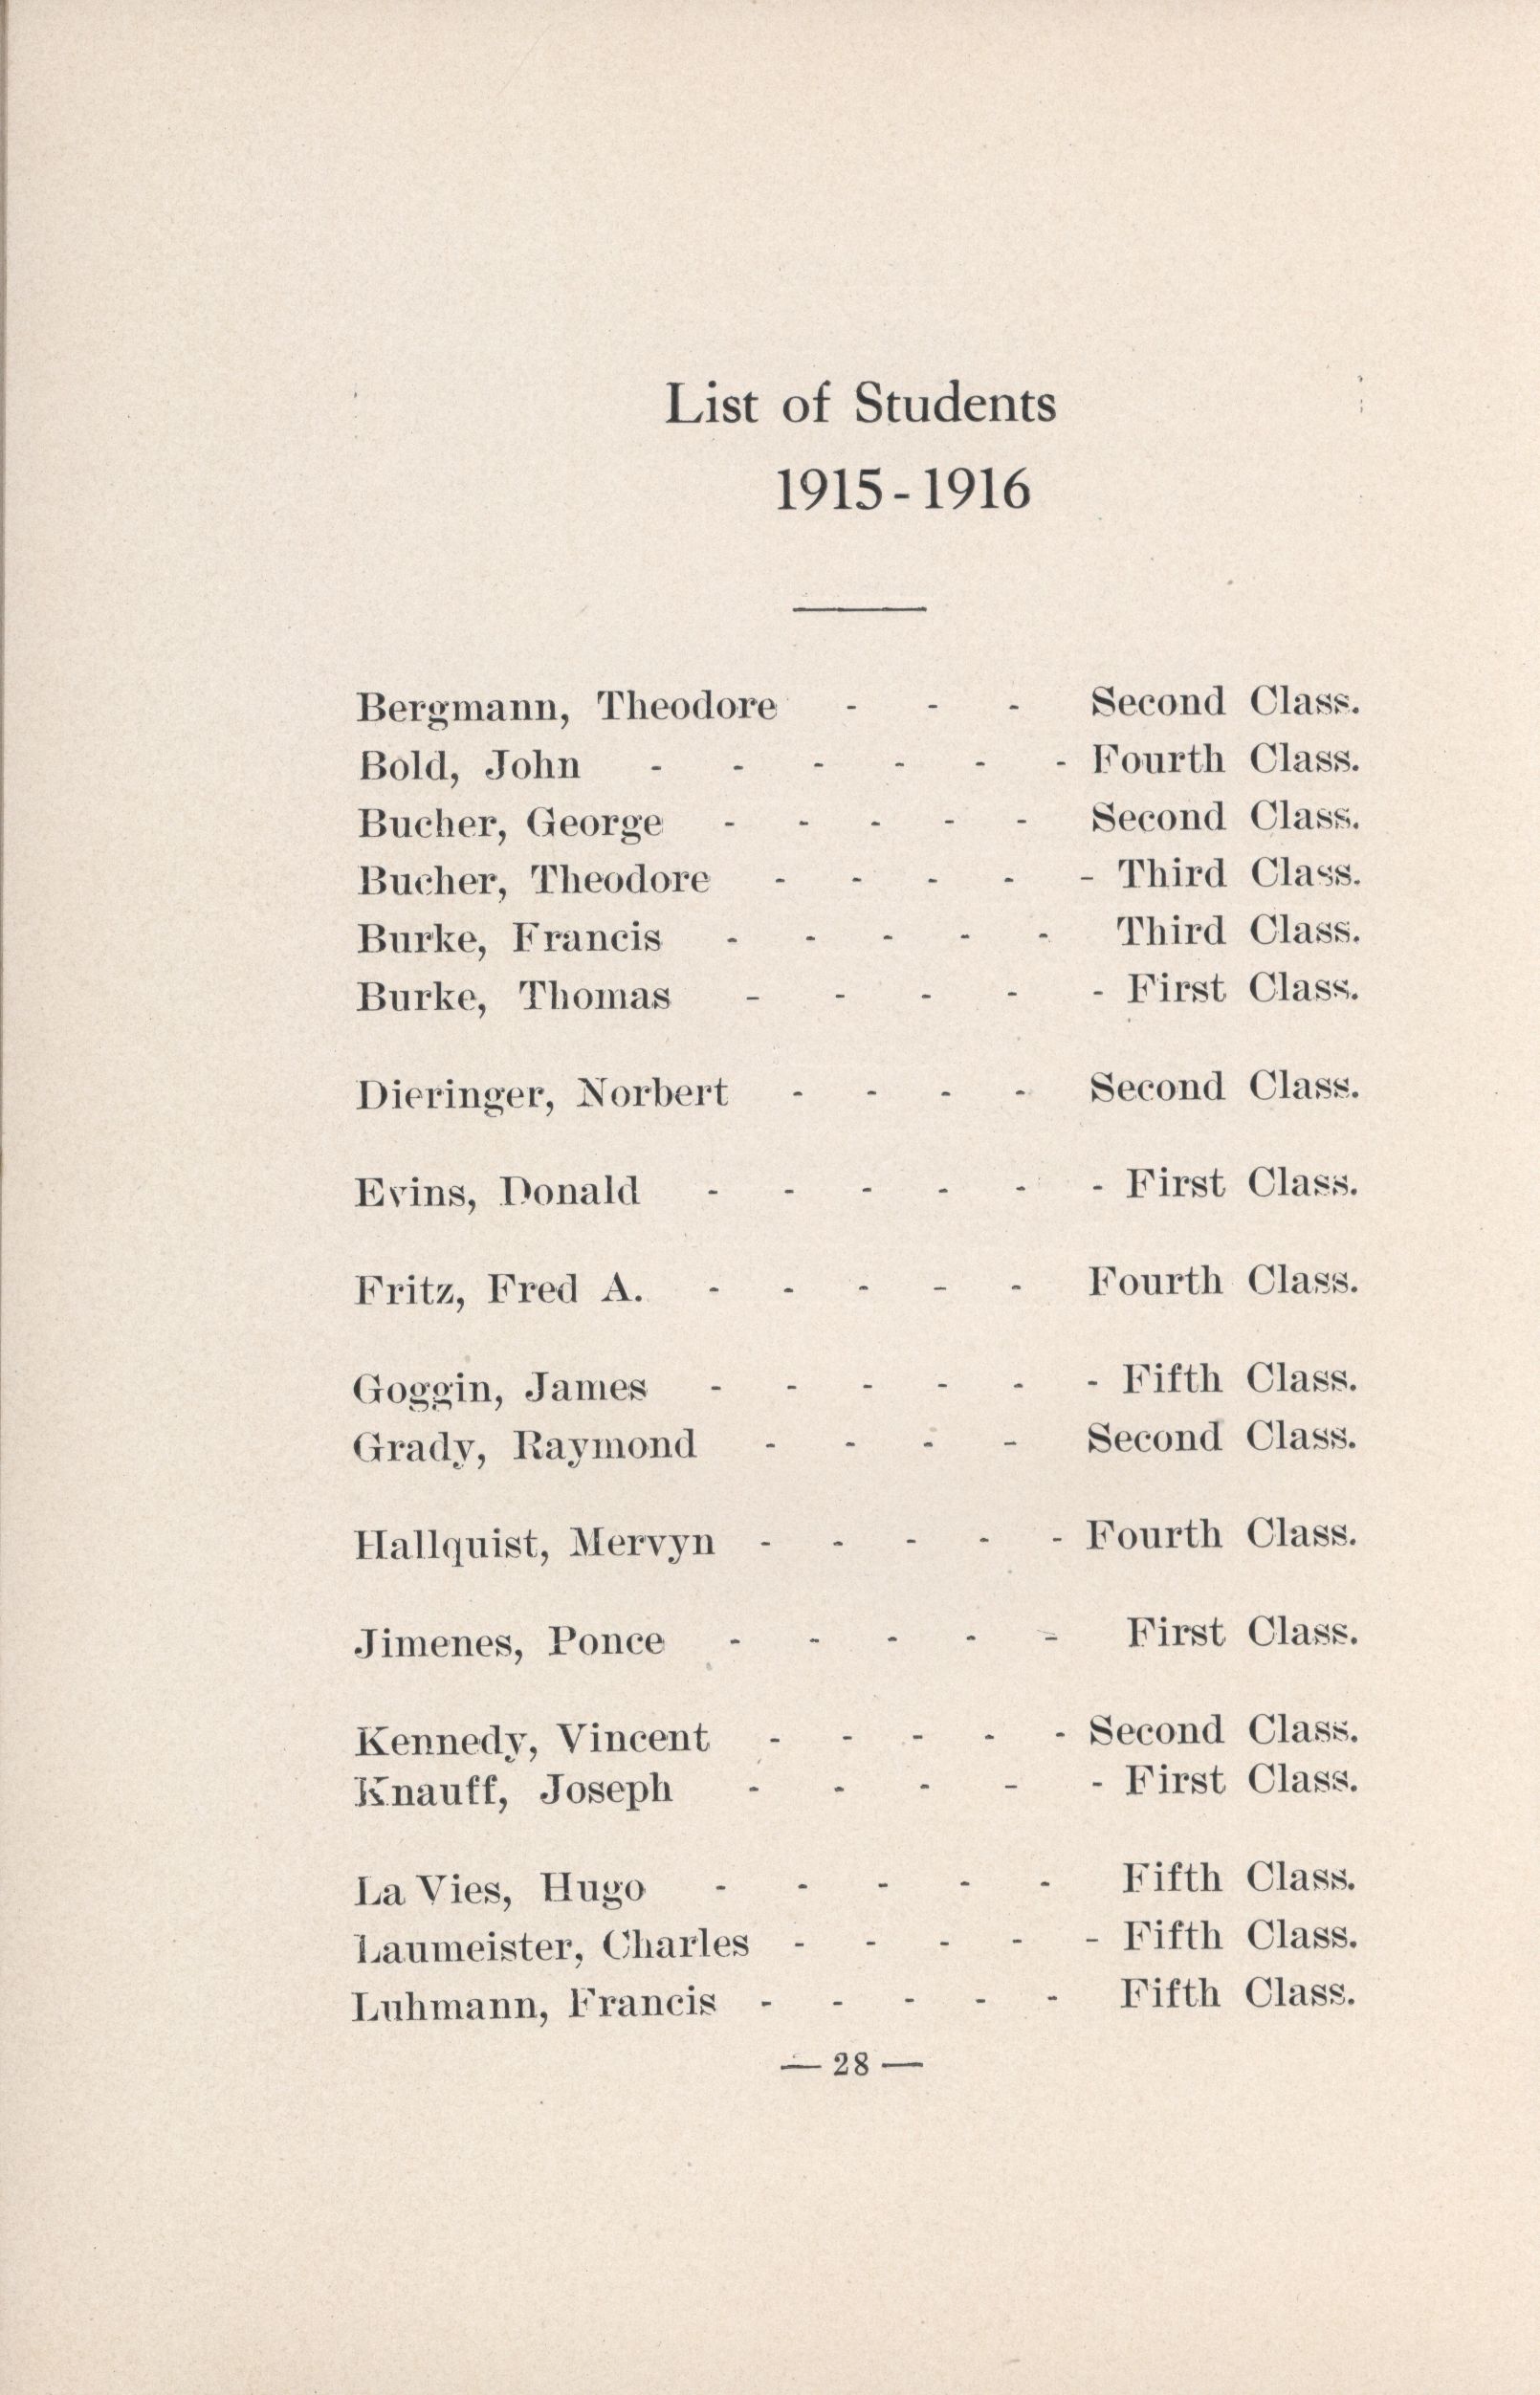 List of Students
1915-1916
Bergmann, Theodore - - - Second Class.
Bold, John - - - - - - Fourth Class.
Bucher, George - - - - - Second Class.
Bucher, Theodore - - - - - Third Class.
Burke, Francis - - - - - Third Class.
Burke, Thomas - - - - - First Class.
Dieringer, Norbert - - - - Second Class.
Evins, Donald - - - - - - First Class.
Fritz, Fred A. - - - - - Fourth Class.
Goggin, James - - - - - - Fifth Class.
Grady, Raymond - - - - Second Class.
Hallquist, Mervyn - - - - - Fourth Class.
Jimenes, Ponce - - - - - First Class.
Kennedy, Vincent - - - - - Second Class.
Knauff, Joseph - - - - - First Class.
La Vies, Hugo - - - - - Fifth Class.
Laumeister, Charles - - - - - Fifth Class.
Luhmann, Francis - - - - - Fifth Class.
— 28 —